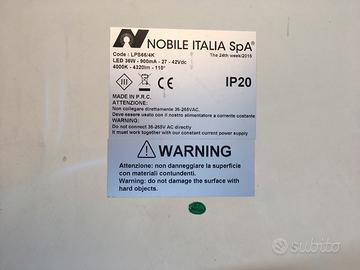 NOBILE ITALIA SpA®
Code : LPS66/4K
The 24th week/2015
LED 36W - 900mA - 27 - 42Vdc
4000K - 4320lm - 110°
IP20
MADE IN P.R.C.
ATTENZIONE:
Non collegare direttamente 36-265VAC.
Deve essere usato con il nostro alimentatore a corrente costante
WARNING:
Do not connect 36-265V AC directly
It must work together with our constant current power supply
WARNING
Attenzione: non danneggiare la superficie
con materiali contundenti.
Warning: do not damage the surface with
hard objects.
subito